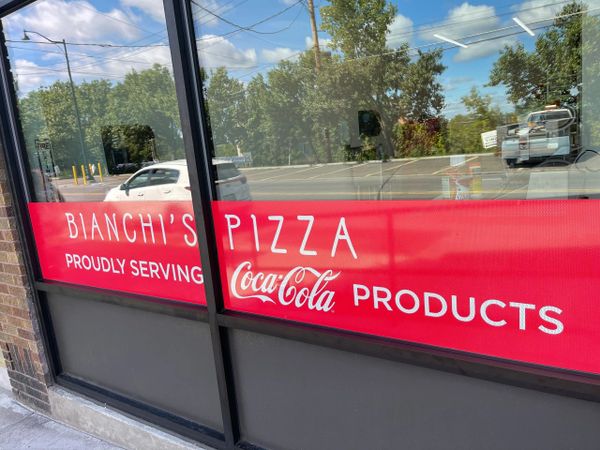 BIANCHI'S PIZZA
PROUDLY SERVING Coca-Cola PRODUCTS